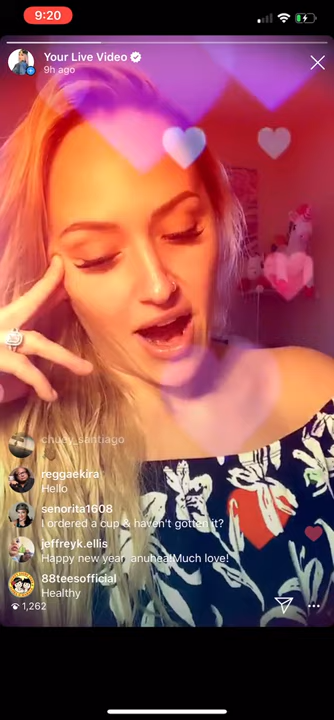 9:20
Your Live Video
9h ago
reggaekira
Hello
senorita1608
I ordered a cup & haven't gotten it?
jeffreyk.ellis
Happy new year anuhea!Much love!
88teesofficial
Healthy
1,262